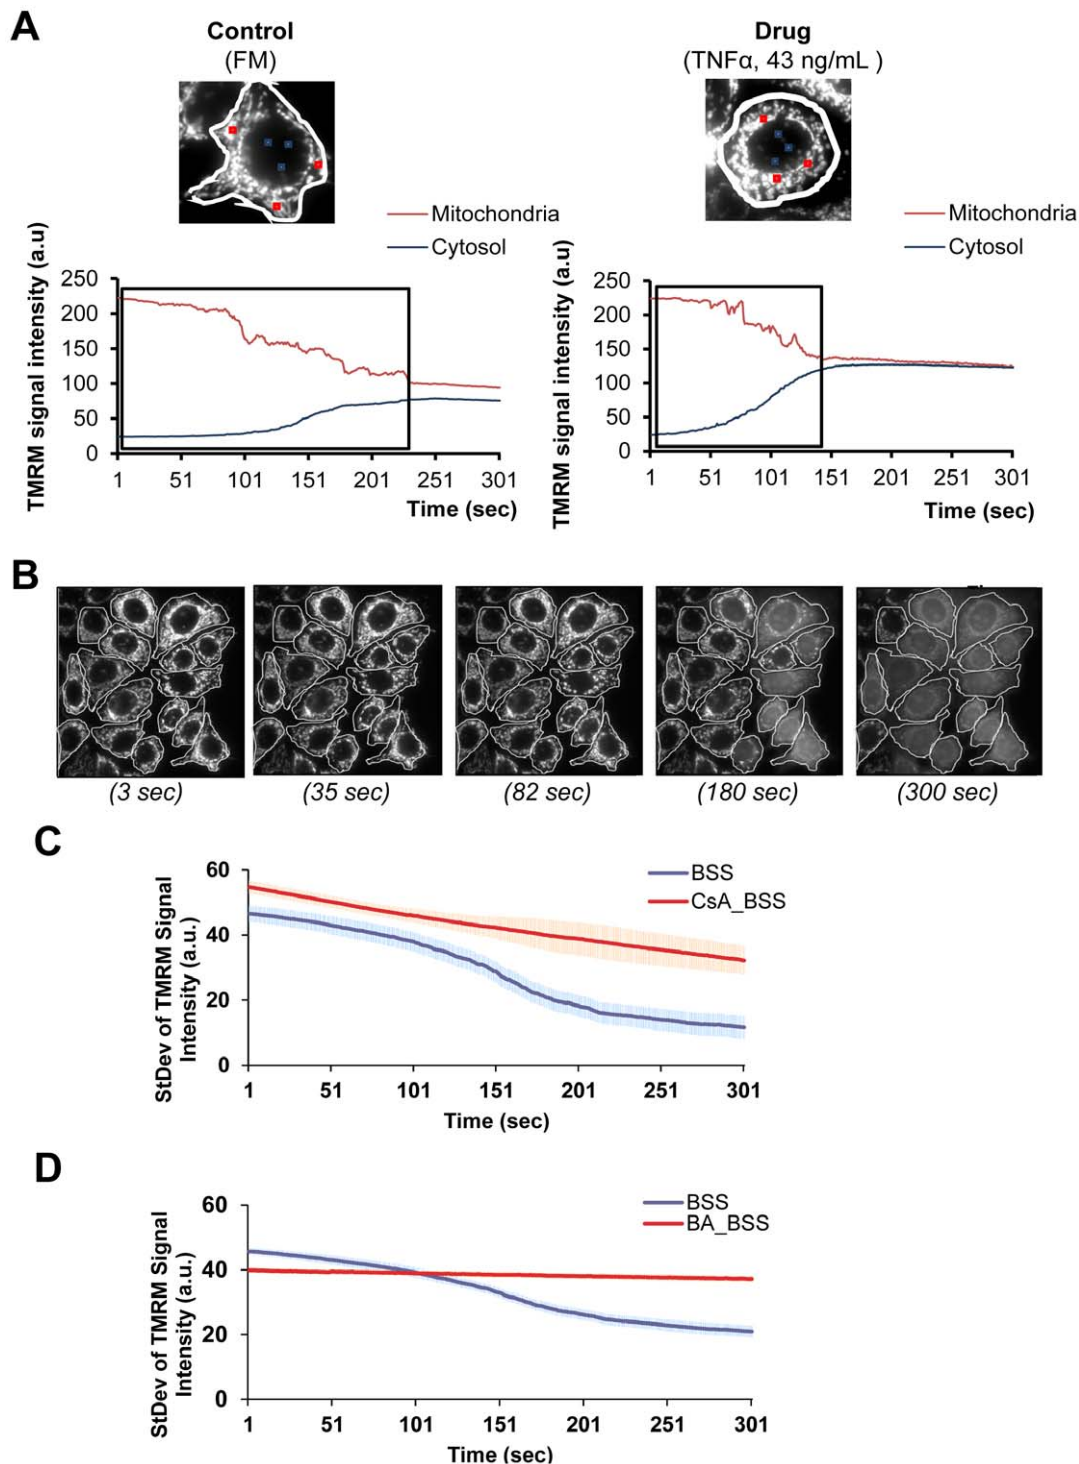 A
Control
(FM)
Drug
(TNFα, 43 ng/mL )
Mitochondria
Cytosol
Mitochondria
Cytosol
TMRM signal intensity (a.u)
250
200
150
100
50
0
1 51 101 151 201 251 301
Time (sec)
TMRM signal intensity (a.u)
250
200
150
100
50
0
1 51 101 151 201 251 301
Time (sec)
B
(3 sec) (35 sec) (82 sec) (180 sec) (300 sec)
C
BSS
CsA_BSS
StDev of TMRM Signal
Intensity (a.u.)
60
40
20
0
1 51 101 151 201 251 301
Time (sec)
D
BSS
BA_BSS
StDev of TMRM Signal
Intensity (a.u.)
60
40
20
0
1 51 101 151 201 251 301
Time (sec)